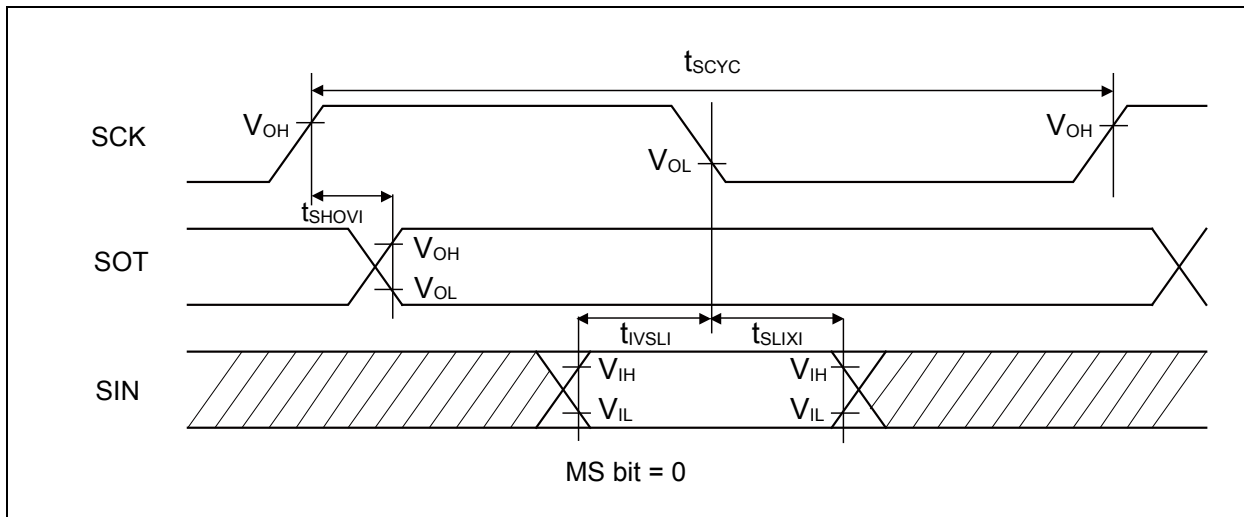 tSCYC
SCK
VOH
VOL
VOH
tSHOVI
SOT
VOH
VOL
tIVSLI
tSLIXI
SIN
VIH
VIL
VIH
VIL
MS bit = 0